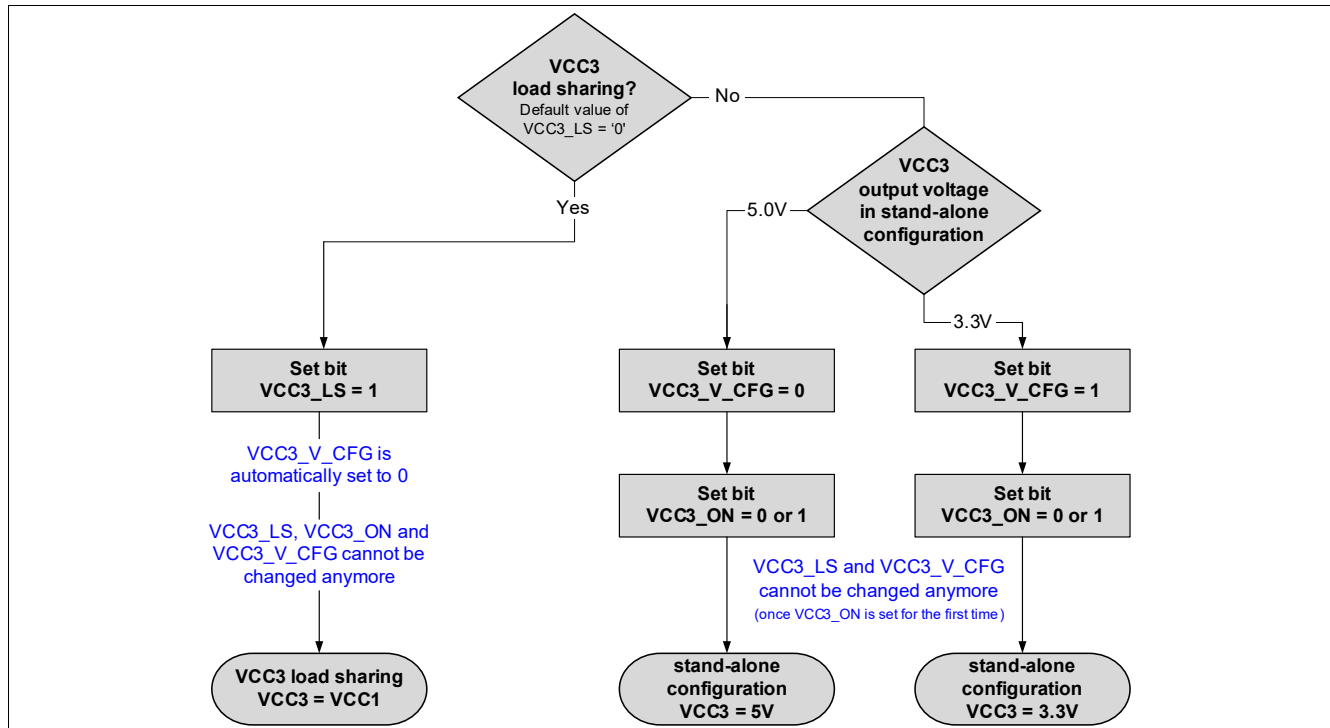 VCC3
load sharing?
Default value of
VCC3_LS = ‘0'
No
Yes
VCC3
output voltage
in stand-alone
configuration
5.0V
3.3V
Set bit
VCC3_LS = 1
Set bit
VCC3_V_CFG = 0
Set bit
VCC3_V_CFG = 1
VCC3_V_CFG is
automatically set to 0
Set bit
VCC3_ON = 0 or 1
Set bit
VCC3_ON = 0 or 1
VCC3_LS, VCC3_ON and
VCC3_V_CFG cannot be
changed anymore
VCC3_LS and VCC3_V_CFG
cannot be changed anymore
(once VCC3_ON is set for the first time)
VCC3 load sharing
VCC3 = VCC1
stand-alone
configuration
VCC3 = 5V
stand-alone
configuration
VCC3 = 3.3V